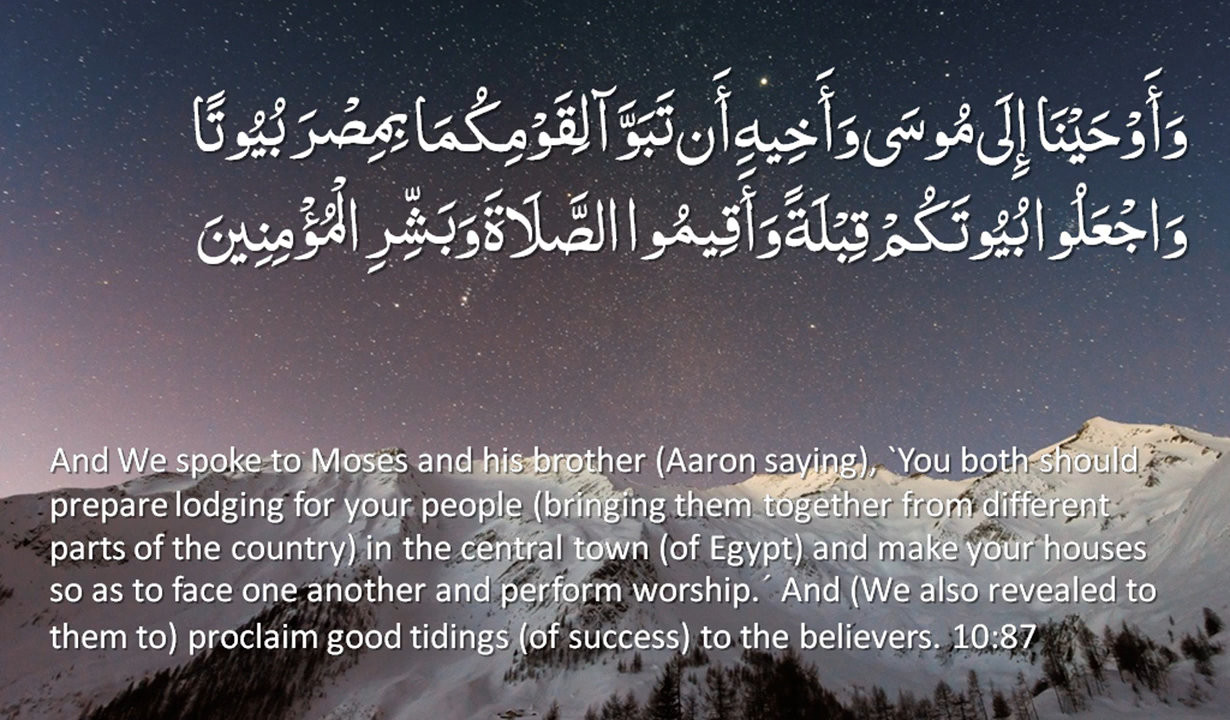 وَأَوْحَيْنَا إِلَى مُوسَى وَأَخِيهِ أَن تَبَوَّآ لِقَوْمِكُمَا بِمِصْرَ بُيُوتًا
وَاجْعَلُوا بُيُوتَكُمْ قِبْلَةً وَأَقِيمُوا الصَّلَاةَ وَبَشِّرِ الْمُؤْمِنِينَ
And We spoke to Moses and his brother (Aaron saying), `You both should
prepare lodging for your people (bringing them together from different
parts of the country) in the central town (of Egypt) and make your houses
so as to face one another and perform worship.´ And (We also revealed to
them to) proclaim good tidings (of success) to the believers. 10:87